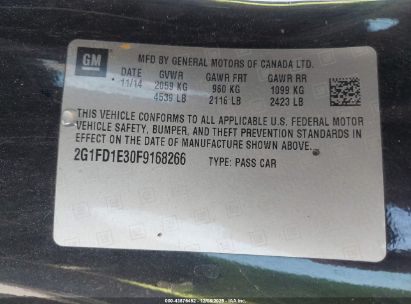 GM
MFD BY GENERAL MOTORS OF CANADA LTD.
DATE GVWR GAWR FRT GAWR RR
11/14 2059 KG 960 KG 1099 KG
4539 LB 2116 LB 2423 LB
THIS VEHICLE CONFORMS TO ALL APPLICABLE U.S. FEDERAL MOTOR
VEHICLE SAFETY, BUMPER, AND THEFT PREVENTION STANDARDS IN
EFFECT ON THE DATE OF MANUFACTURE SHOWN ABOVE.
2G1FD1E30F9168266 TYPE: PASS CAR